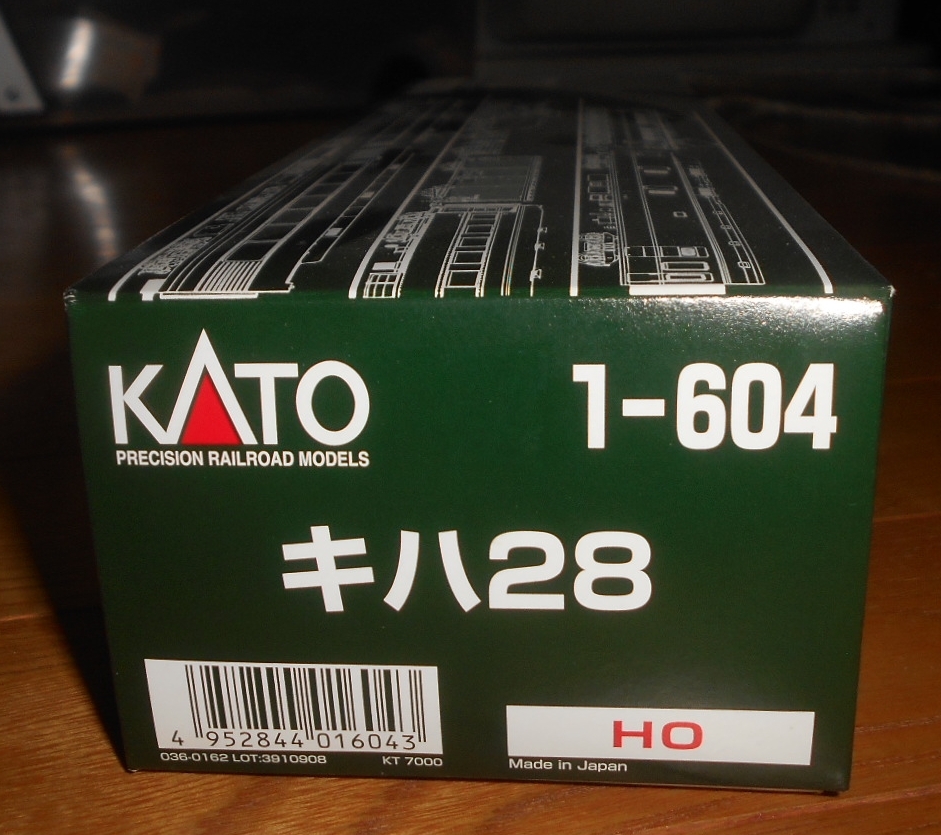 KATO
PRECISION RAILROAD MODELS
1-604
キハ28
4 952844 016043
036-0162 LOT:3910908 KT 7000
HO
Made in Japan